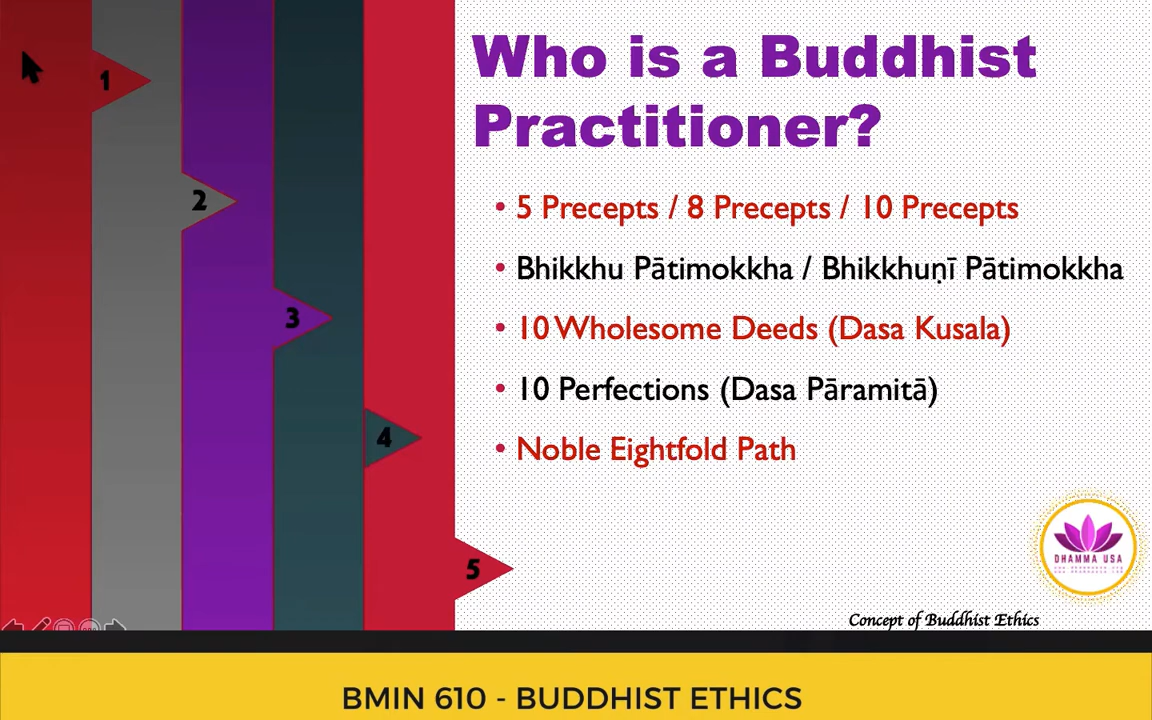 Who is a Buddhist
Practitioner?
• 5 Precepts / 8 Precepts / 10 Precepts
• Bhikkhu Pātimokkha / Bhikkhuṇī Pātimokkha
• 10 Wholesome Deeds (Dasa Kusala)
• 10 Perfections (Dasa Pāramitā)
• Noble Eightfold Path
1
2
3
4
5
DHAMMA USA
Concept of Buddhist Ethics
BMIN 610 - BUDDHIST ETHICS